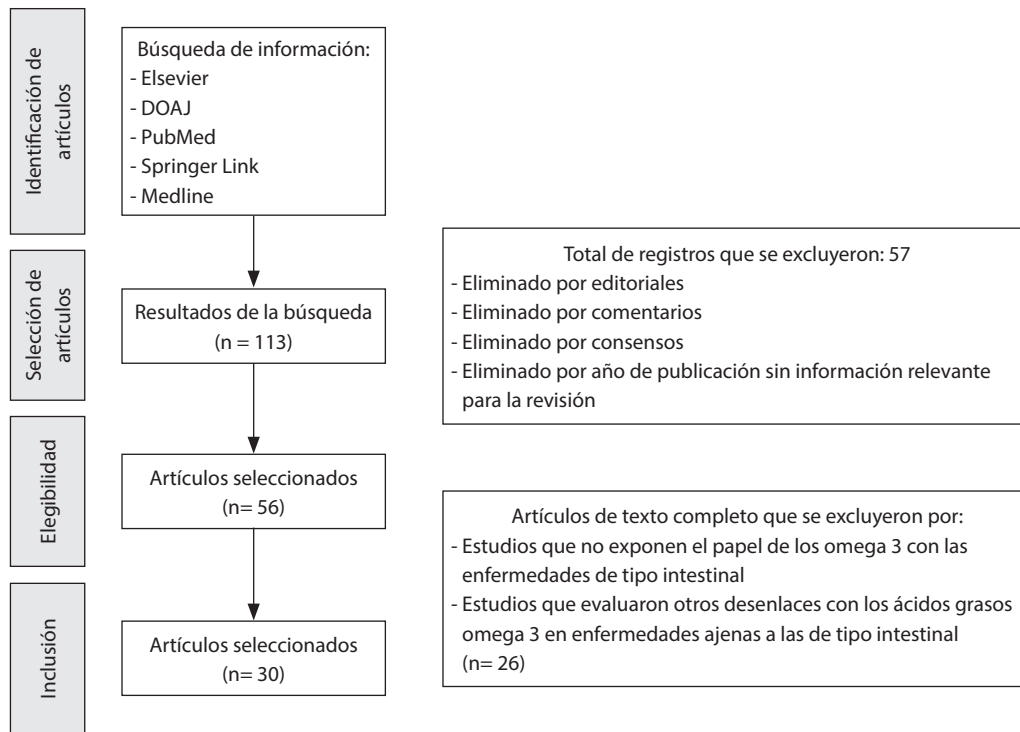 Identificación de
artículos
Búsqueda de información:
- Elsevier
- DOAJ
- PubMed
- Springer Link
- Medline
Selección de
artículos
Resultados de la búsqueda
(n = 113)
Total de registros que se excluyeron: 57
- Eliminado por editoriales
- Eliminado por comentarios
- Eliminado por consensos
- Eliminado por año de publicación sin información relevante
para la revisión
Elegibilidad
Artículos seleccionados
(n= 56)
Artículos de texto completo que se excluyeron por:
- Estudios que no exponen el papel de los omega 3 con las
enfermedades de tipo intestinal
- Estudios que evaluaron otros desenlaces con los ácidos grasos
omega 3 en enfermedades ajenas a las de tipo intestinal
(n= 26)
Inclusión
Artículos seleccionados
(n= 30)